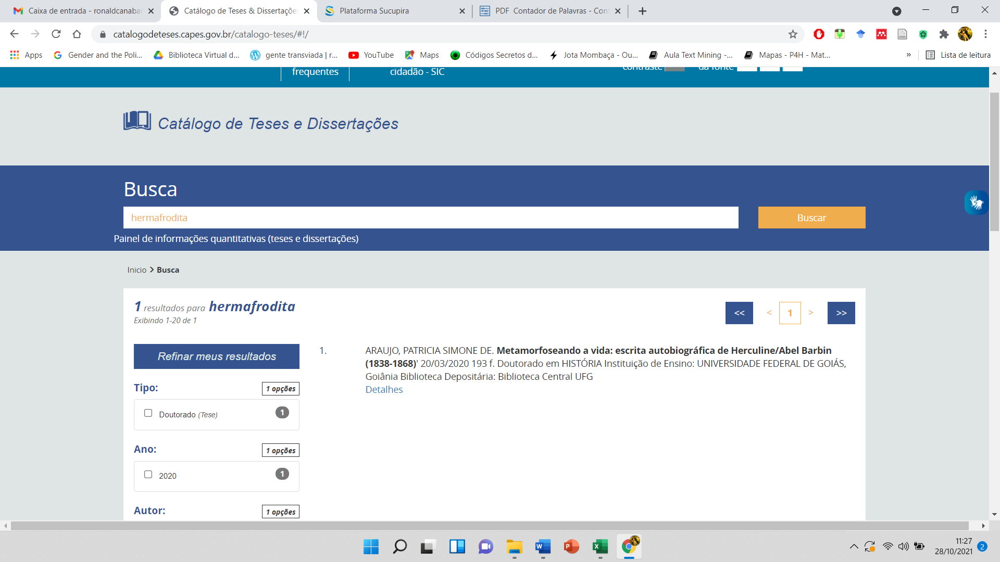 Caixa de entrada - ronaldcanabar
Catálogo de Teses & Dissertaçõe
Plataforma Sucupira
PDF Contador de Palavras - Con
catalogodeteses.capes.gov.br/catalogo-teses/#!/
Apps
Gender and the Poli...
Biblioteca Virtual d...
gente transviada | r...
YouTube
Maps
Códigos Secretos d...
Jota Mombaça - Ou...
Aula Text Mining -...
Mapas - P4H - Mat...
»
Lista de leitura
frequentes
cidadão - SIC
contraste
da fonte
Catálogo de Teses e Dissertações
Busca
hermafrodita
Buscar
Painel de informações quantitativas (teses e dissertações)
Inicio > Busca
1 resultados para hermafrodita
Exibindo 1-20 de 1
<< < 1 > >>
Refinar meus resultados
Tipo:
1 opções
Doutorado (Tese)
1
Ano:
1 opções
2020
1
Autor:
1 opções
1.
ARAUJO, PATRICIA SIMONE DE. Metamorfoseando a vida: escrita autobiográfica de Herculine/Abel Barbin
(1838-1868)' 20/03/2020 193 f. Doutorado em HISTÓRIA Instituição de Ensino: UNIVERSIDADE FEDERAL DE GOIÁS,
Goiânia Biblioteca Depositária: Biblioteca Central UFG
Detalhes
11:27
28/10/2021
2